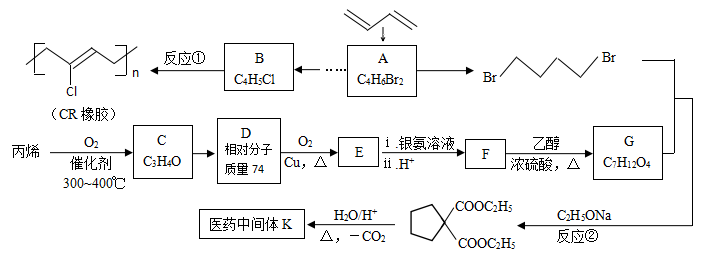 反应①
B
C4H5Cl
A
C4H6Br2
Br
Br
n
Cl
(CR 橡胶)
丙烯
O2
催化剂
300~400℃
C
C3H4O
D
相对分子
质量 74
O2
Cu, △
E
ⅰ.银氨溶液
ⅱ.H+
F
乙醇
浓硫酸, △
G
C7H12O4
医药中间体 K
H2O/H+
△, -CO2
COOC2H5
COOC2H5
C2H5ONa
反应②